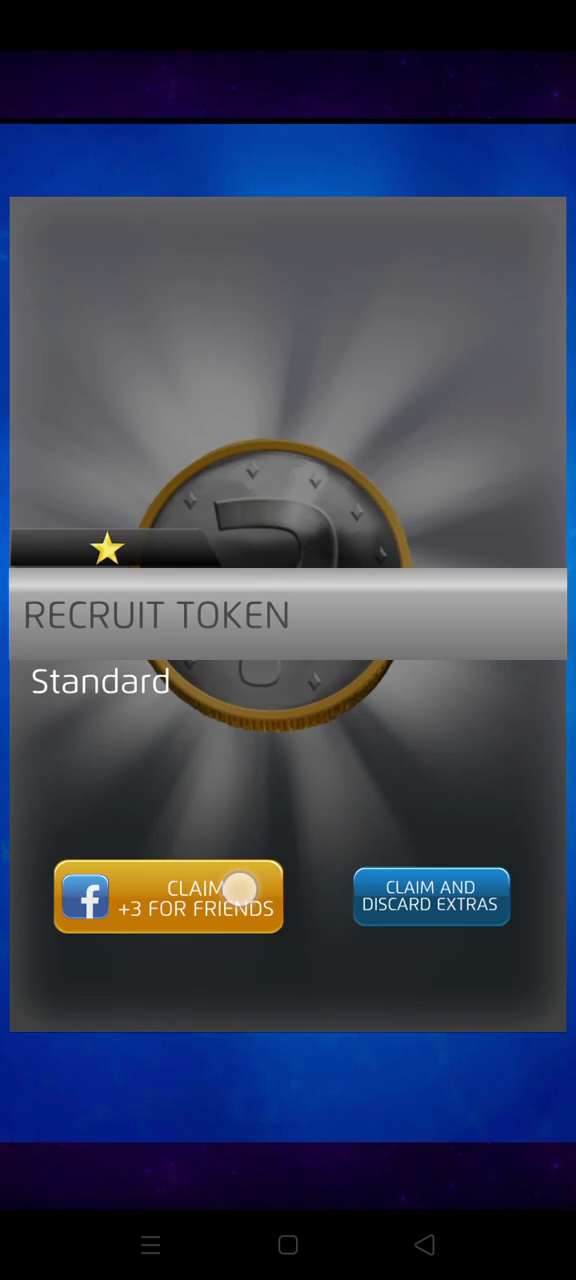 RECRUIT TOKEN
Standard
CLAIM
+3 FOR FRIENDS
CLAIM AND
DISCARD EXTRAS